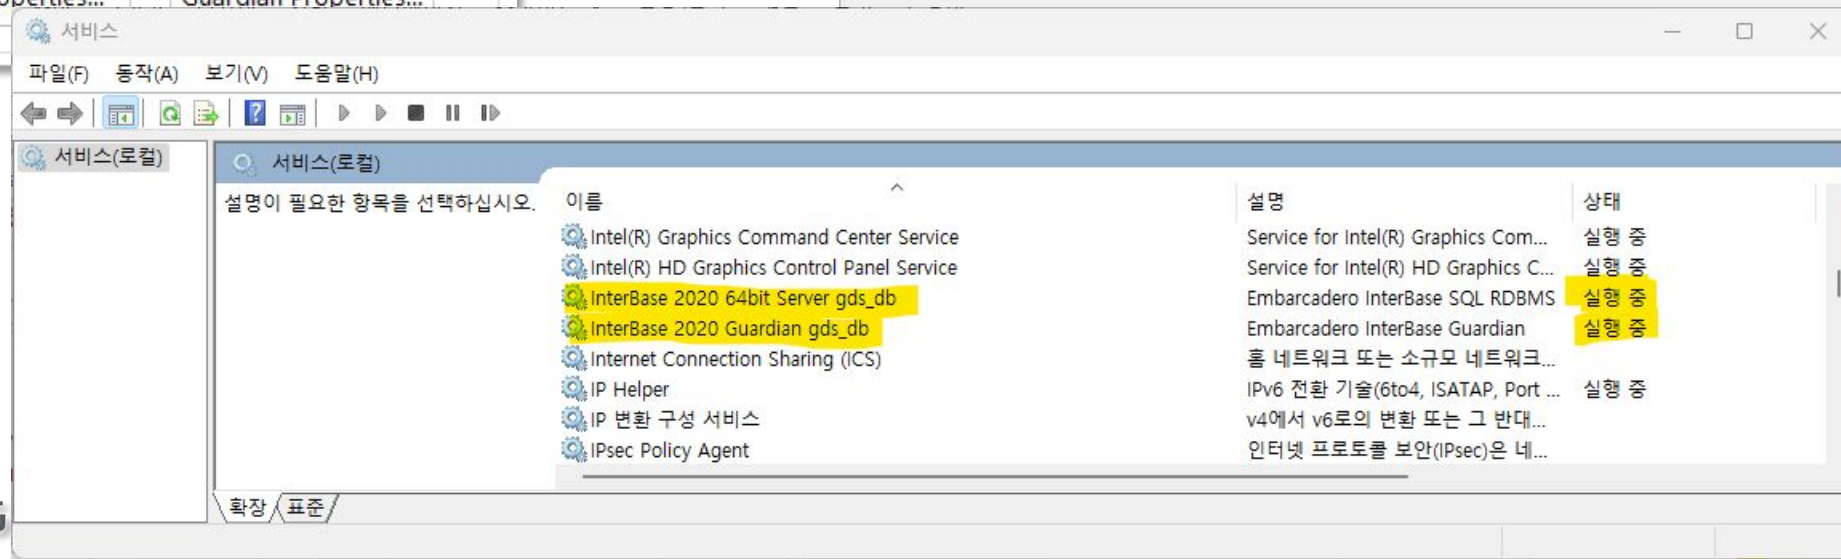 Guardian Properties...
서비스
파일(F) 동작(A) 보기(V) 도움말(H)
서비스(로컬)
서비스(로컬)
설명이 필요한 항목을 선택하십시오.
이름 설명 상태
Intel(R) Graphics Command Center Service Service for Intel(R) Graphics Com... 실행 중
Intel(R) HD Graphics Control Panel Service Service for Intel(R) HD Graphics C... 실행 중
InterBase 2020 64bit Server gds_db Embarcadero InterBase SQL RDBMS 실행 중
InterBase 2020 Guardian gds_db Embarcadero InterBase Guardian 실행 중
Internet Connection Sharing (ICS) 홈 네트워크 또는 소규모 네트워크...
IP Helper IPv6 전환 기술(6to4, ISATAP, Port ... 실행 중
IP 변환 구성 서비스 v4에서 v6로의 변환 또는 그 반대...
IPsec Policy Agent 인터넷 프로토콜 보안(IPsec)은 네...
확장 표준